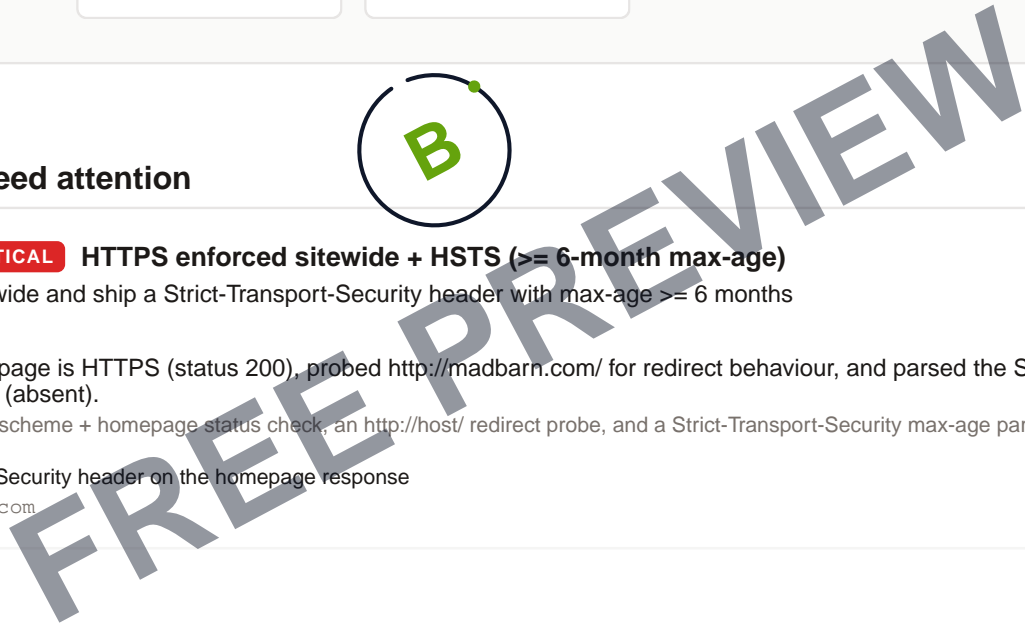 B
eed attention
TICAL HTTPS enforced sitewide + HSTS (>= 6-month max-age)
wide and ship a Strict-Transport-Security header with max-age >= 6 months
page is HTTPS (status 200), probed http://madbarn.com/ for redirect behaviour, and parsed the S
(absent).
scheme + homepage status check, an http://host/ redirect probe, and a Strict-Transport-Security max-age par
Security header on the homepage response
com
FREE PREVIEW